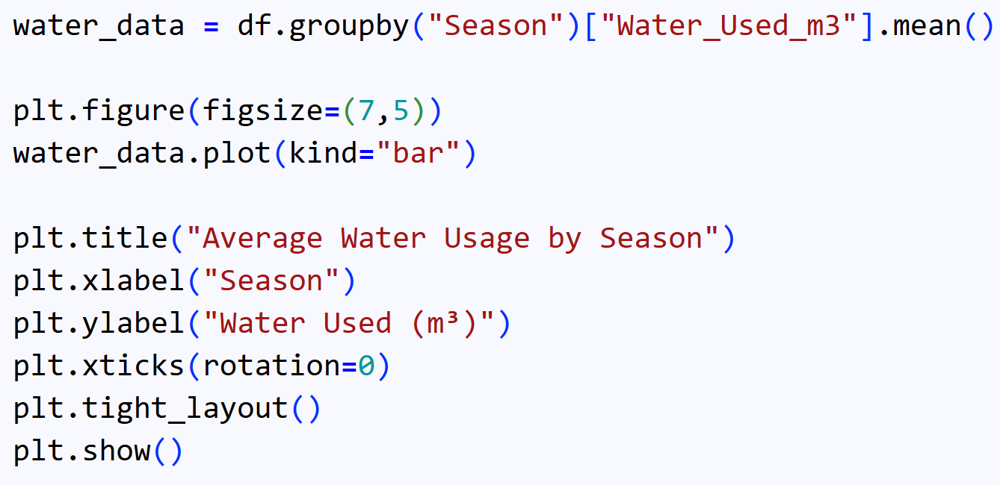 water_data = df.groupby("Season")["Water_Used_m3"].mean()
plt.figure(figsize=(7,5))
water_data.plot(kind="bar")
plt.title("Average Water Usage by Season")
plt.xlabel("Season")
plt.ylabel("Water Used (m³)")
plt.xticks(rotation=0)
plt.tight_layout()
plt.show()